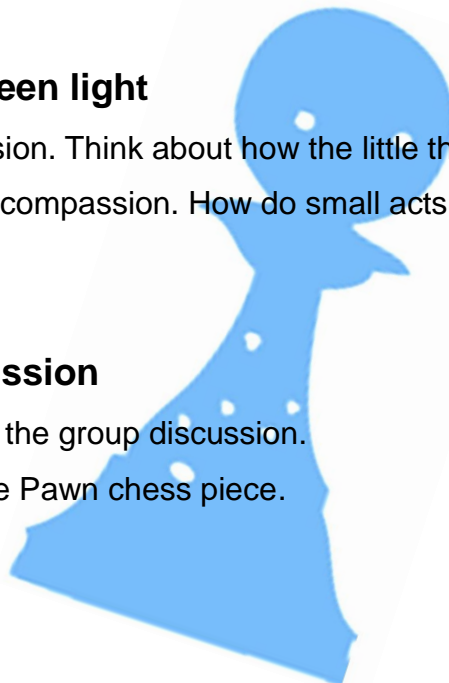 een light
sion. Think about how the little th
compassion. How do small acts
ssion
the group discussion.
e Pawn chess piece.